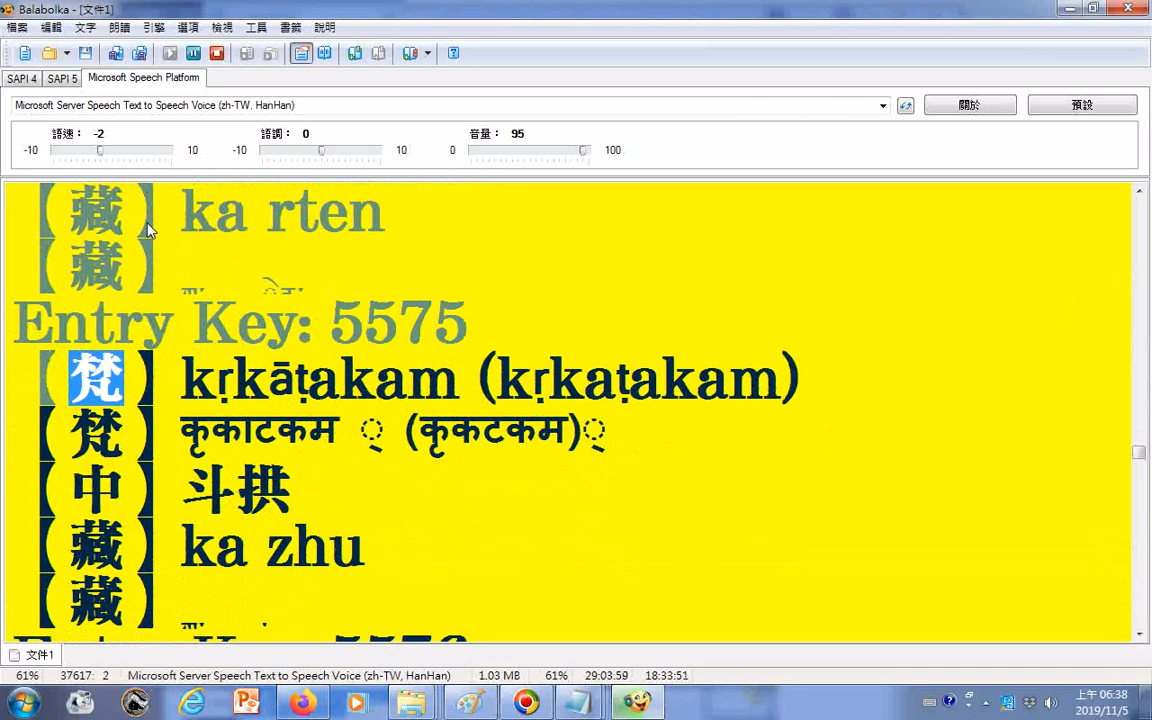 Balabolka - [文件1]
檔案 編輯 文字 朗讀 引擎 選項 檢視 工具 書籤 說明
SAPI 4 SAPI 5 Microsoft Speech Platform
Microsoft Server Speech Text to Speech Voice (zh-TW, HanHan) 關於 預設
語速： -2 語調： 0 音量： 95
-10 10 -10 10 0 100
【藏】 ka rten
【藏】
Entry Key: 5575
【梵】 kṛkāṭakam (kṛkaṭakam)
【梵】 कृकाटकम ् (कृकटकम)्
【中】 斗拱
【藏】 ka zhu
【藏】
Entry Key: 5576
文件1
61% 37617: 2 Microsoft Server Speech Text to Speech Voice (zh-TW, HanHan) 1.03 MB 61% 29:03:59 18:33:51
上午 06:38
2019/11/5